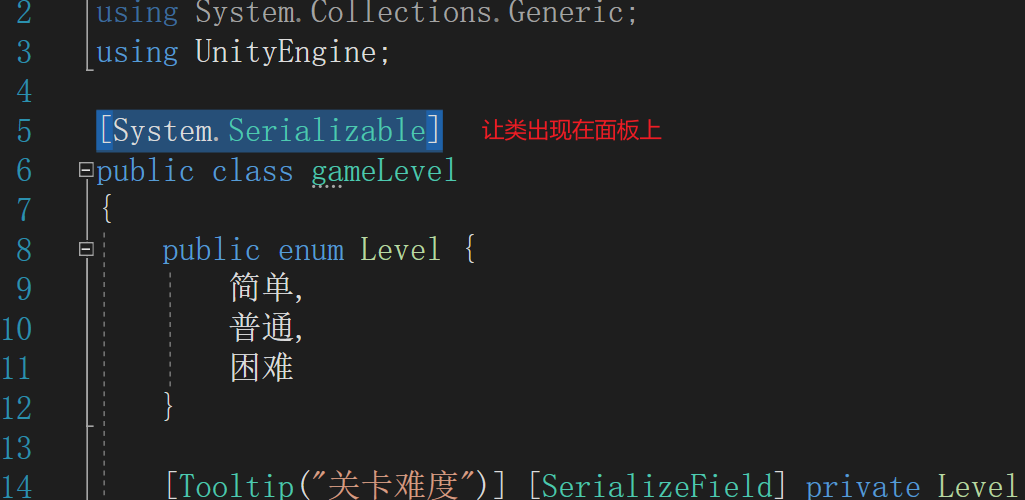 2 using System.Collections.Generic;
3 using UnityEngine;
4
5 [System.Serializable] 让类出现在面板上
6 public class gameLevel
7 {
8 public enum Level {
9 简单,
10 普通,
11 困难
12 }
13
14 [Tooltip("关卡难度")] [SerializeField] private Level